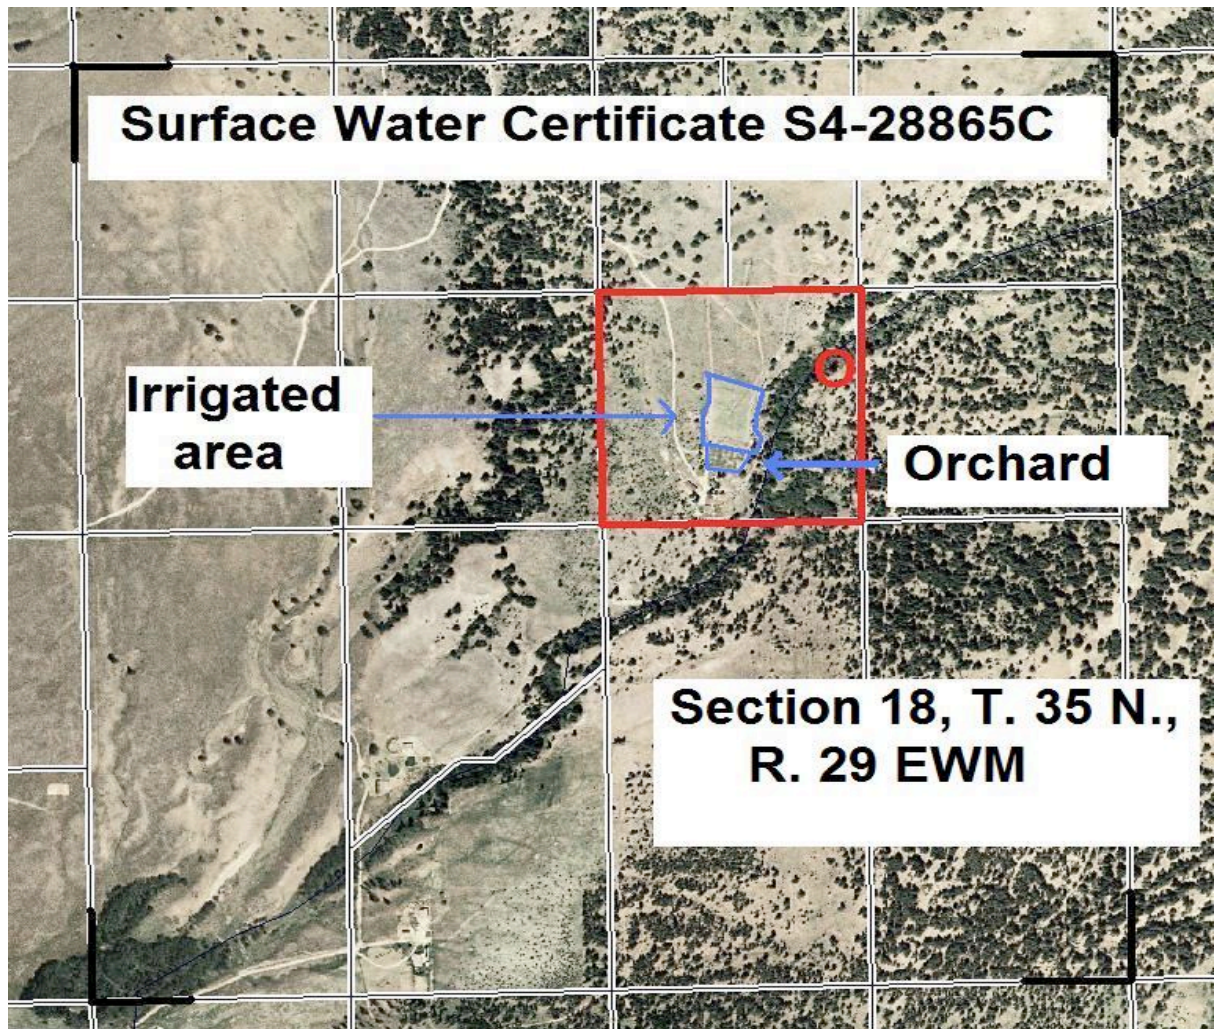 Surface Water Certificate S4-28865C
Irrigated
area
Orchard
Section 18, T. 35 N.,
R. 29 EWM